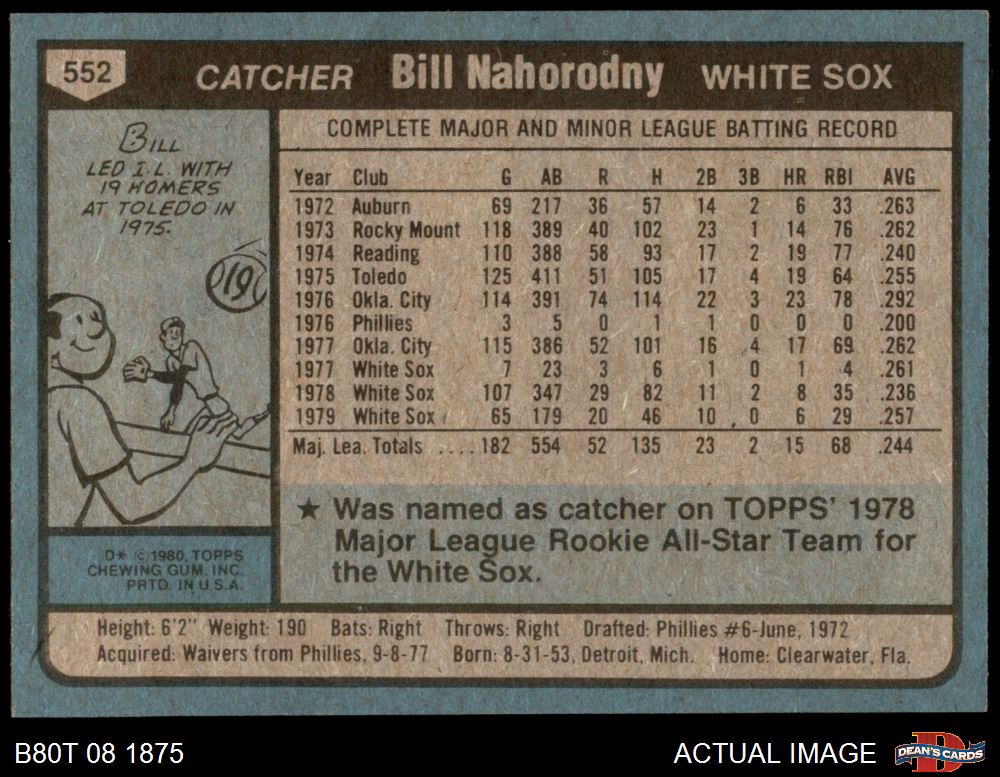 552 CATCHER Bill Nahorodny WHITE SOX
BILL
LED I.L. WITH
19 HOMERS
AT TOLEDO IN
1975.
19
COMPLETE MAJOR AND MINOR LEAGUE BATTING RECORD
Year Club G AB R H 2B 3B HR RBI AVG
1972 Auburn 69 217 36 57 14 2 6 33 .263
1973 Rocky Mount 118 389 40 102 23 1 14 76 .262
1974 Reading 110 388 58 93 17 2 19 77 .240
1975 Toledo 125 411 51 105 17 4 19 64 .255
1976 Okla. City 114 391 74 114 22 3 23 78 .292
1976 Phillies 3 5 0 1 1 0 0 0 .200
1977 Okla. City 115 386 52 101 16 4 17 69 .262
1977 White Sox 7 23 3 6 1 0 1 4 .261
1978 White Sox 107 347 29 82 11 2 8 35 .236
1979 White Sox 65 179 20 46 10 0 6 29 .257
Maj. Lea. Totals ....182 554 52 135 23 2 15 68 .244
★ Was named as catcher on TOPPS' 1978
Major League Rookie All-Star Team for
the White Sox.
D* © 1980, TOPPS
CHEWING GUM, INC.
PRTD. IN U.S.A.
Height: 6'2" Weight: 190 Bats: Right Throws: Right Drafted: Phillies #6-June, 1972
Acquired: Waivers from Phillies, 9-8-77 Born: 8-31-53, Detroit, Mich. Home: Clearwater, Fla.
B80T 08 1875 ACTUAL IMAGE D DEAN'S CARDS